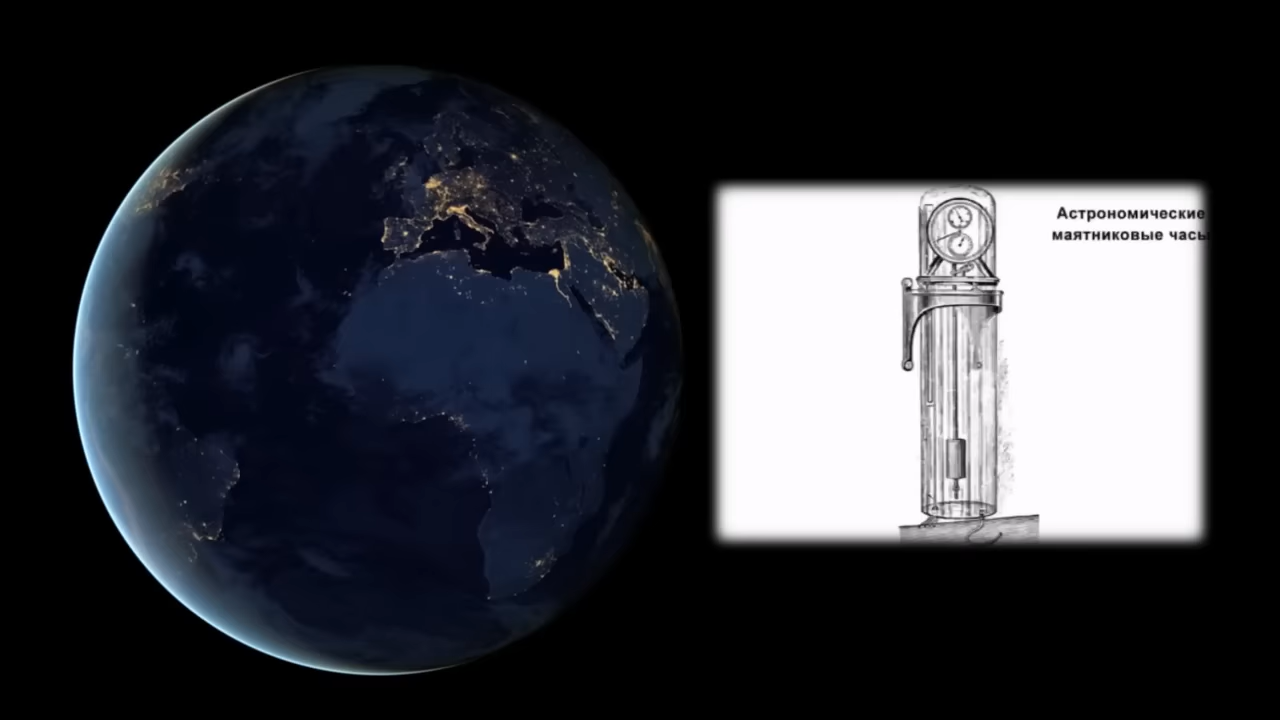 Астрономические
маятниковые часы